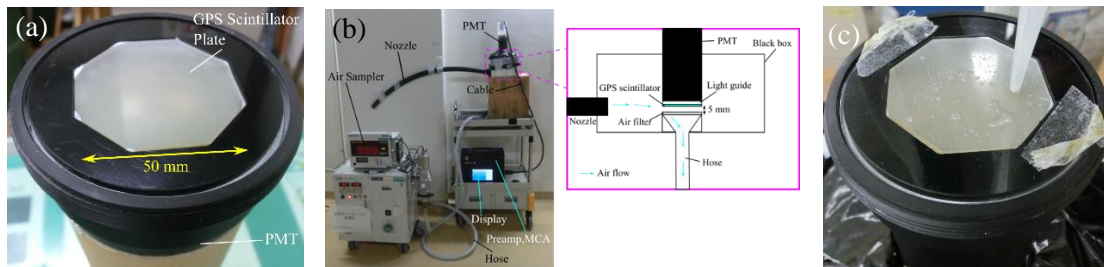 (a)
GPS Scintillator
Plate
50 mm
PMT
(b)
PMT
Nozzle
Air Sampler
Cable
Display
Preamp,MCA
Hose
PMT
Black box
GPS scintillator
Light guide
5 mm
Nozzle
Air filter
Hose
Air flow
(c)